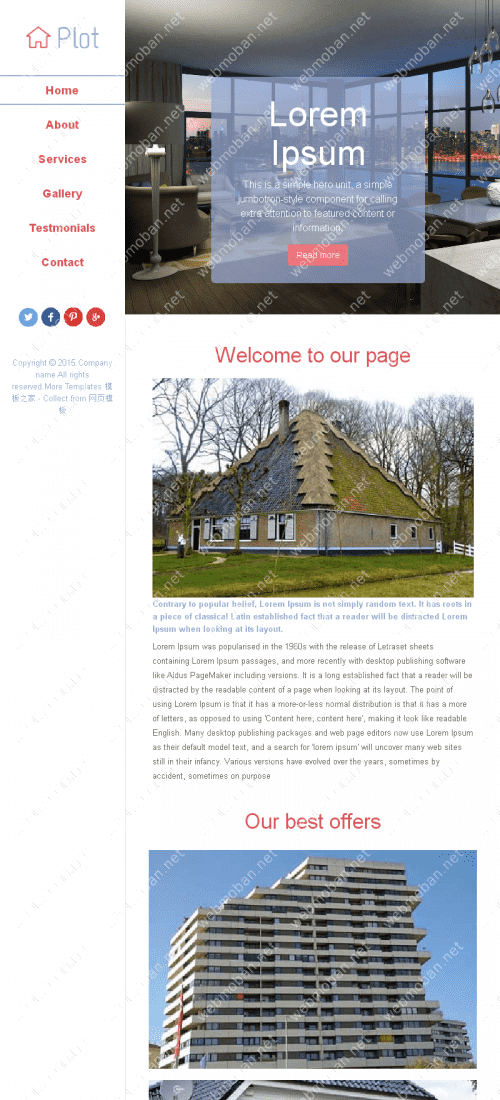 Plot
Home
About
Services
Gallery
Testmonials
Contact
Copyright © 2015.Company
name All rights
reserved.More Templates 模
板之家 - Collect from 网页模
板
Lorem
Ipsum
This is a simple hero unit, a simple
jumbotron-style component for calling
extra attention to featured content or
information.
Read more
Welcome to our page
Contrary to popular belief, Lorem Ipsum is not simply random text. It has roots in
a piece of classical Latin established fact that a reader will be distracted Lorem
Ipsum when looking at its layout.
Lorem Ipsum was popularised in the 1960s with the release of Letraset sheets
containing Lorem Ipsum passages, and more recently with desktop publishing software
like Aldus PageMaker including versions. It is a long established fact that a reader will be
distracted by the readable content of a page when looking at its layout. The point of
using Lorem Ipsum is that it has a more-or-less normal distribution is that it has a more
of letters, as opposed to using 'Content here, content here', making it look like readable
English. Many desktop publishing packages and web page editors now use Lorem Ipsum
as their default model text, and a search for 'lorem ipsum' will uncover many web sites
still in their infancy. Various versions have evolved over the years, sometimes by
accident, sometimes on purpose
Our best offers
webmoban.net